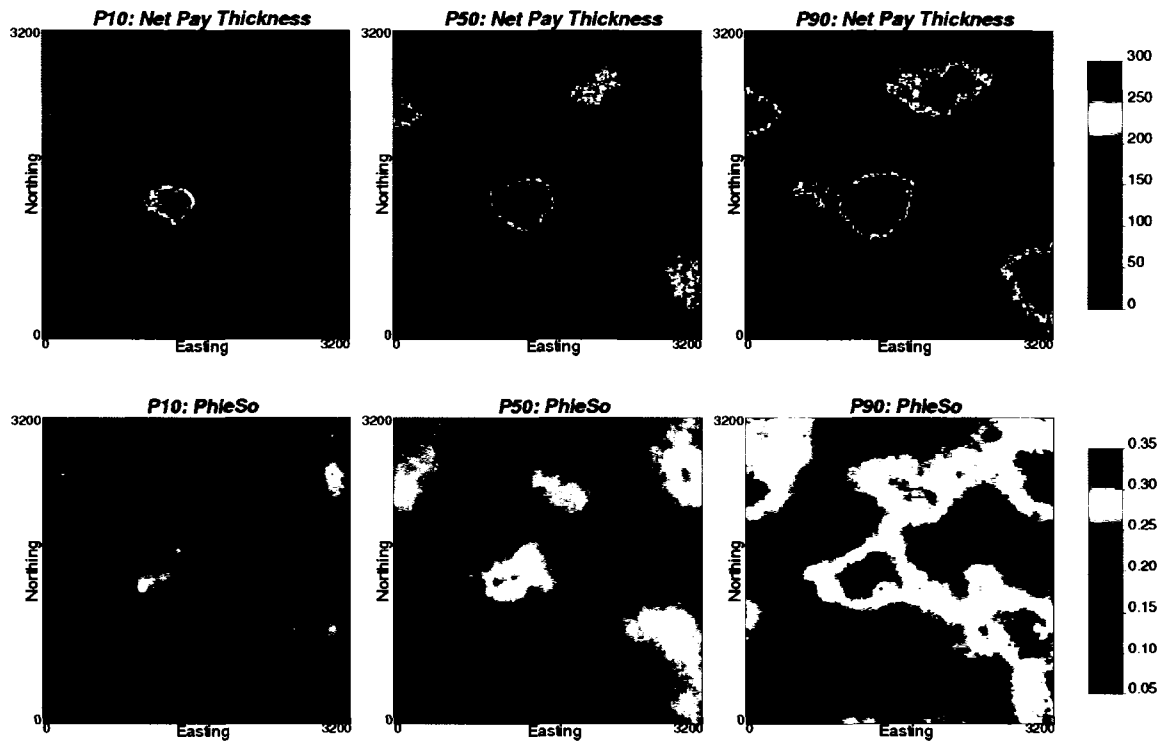 P10: Net Pay Thickness
P50: Net Pay Thickness
P90: Net Pay Thickness
3200
Northing
0
0
Easting
3200
3200
Northing
0
0
Easting
3200
3200
Northing
0
0
Easting
3200
300
250
200
150
100
50
0
P10: PhieSo
P50: PhieSo
P90: PhieSo
3200
Northing
0
0
Easting
3200
3200
Northing
0
0
Easting
3200
3200
Northing
0
0
Easting
3200
0.35
0.30
0.25
0.20
0.15
0.10
0.05